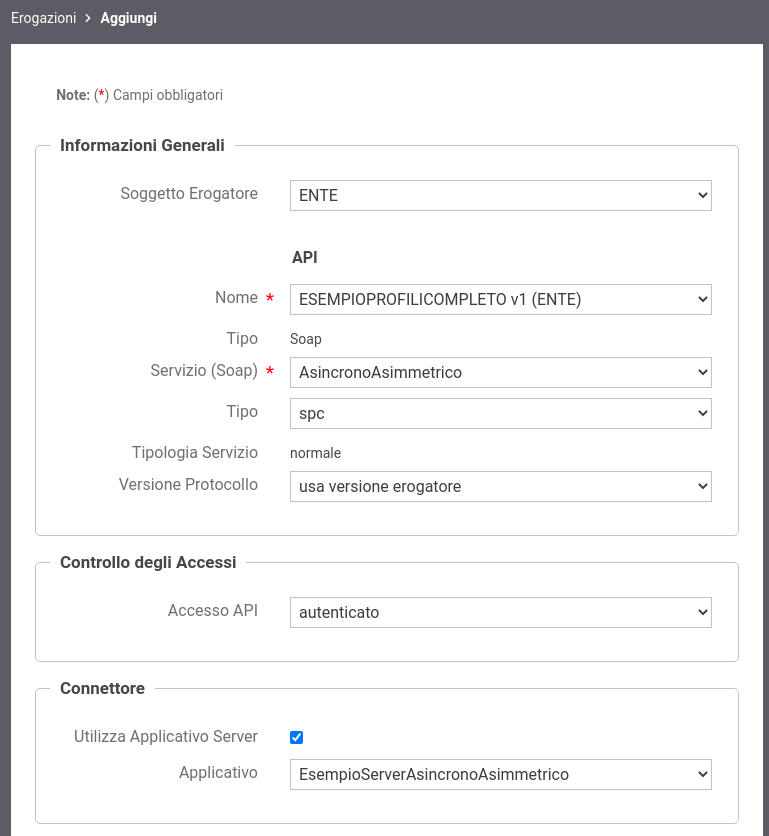 Erogazioni > Aggiungi
Note: (*) Campi obbligatori
Informazioni Generali
Soggetto Erogatore ENTE
API
Nome * ESEMPIOPROFILICOMPLETO v1 (ENTE)
Tipo Soap
Servizio (Soap) * AsincronoAsimmetrico
Tipo spc
Tipologia Servizio normale
Versione Protocollo usa versione erogatore
Controllo degli Accessi
Accesso API autenticato
Connettore
Utilizza Applicativo Server
Applicativo EsempioServerAsincronoAsimmetrico